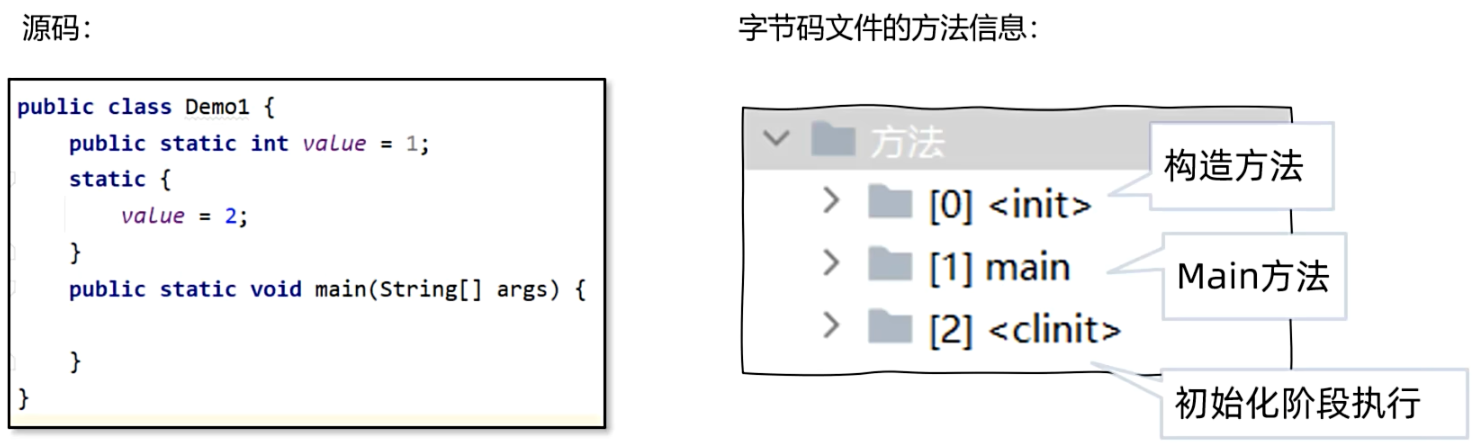 源码：
public class Demo1 {
public static int value = 1;
static {
value = 2;
}
public static void main(String[] args) {
}
}
字节码文件的方法信息：
方法
[0] <init>
构造方法
[1] main
Main方法
[2] <clinit>
初始化阶段执行